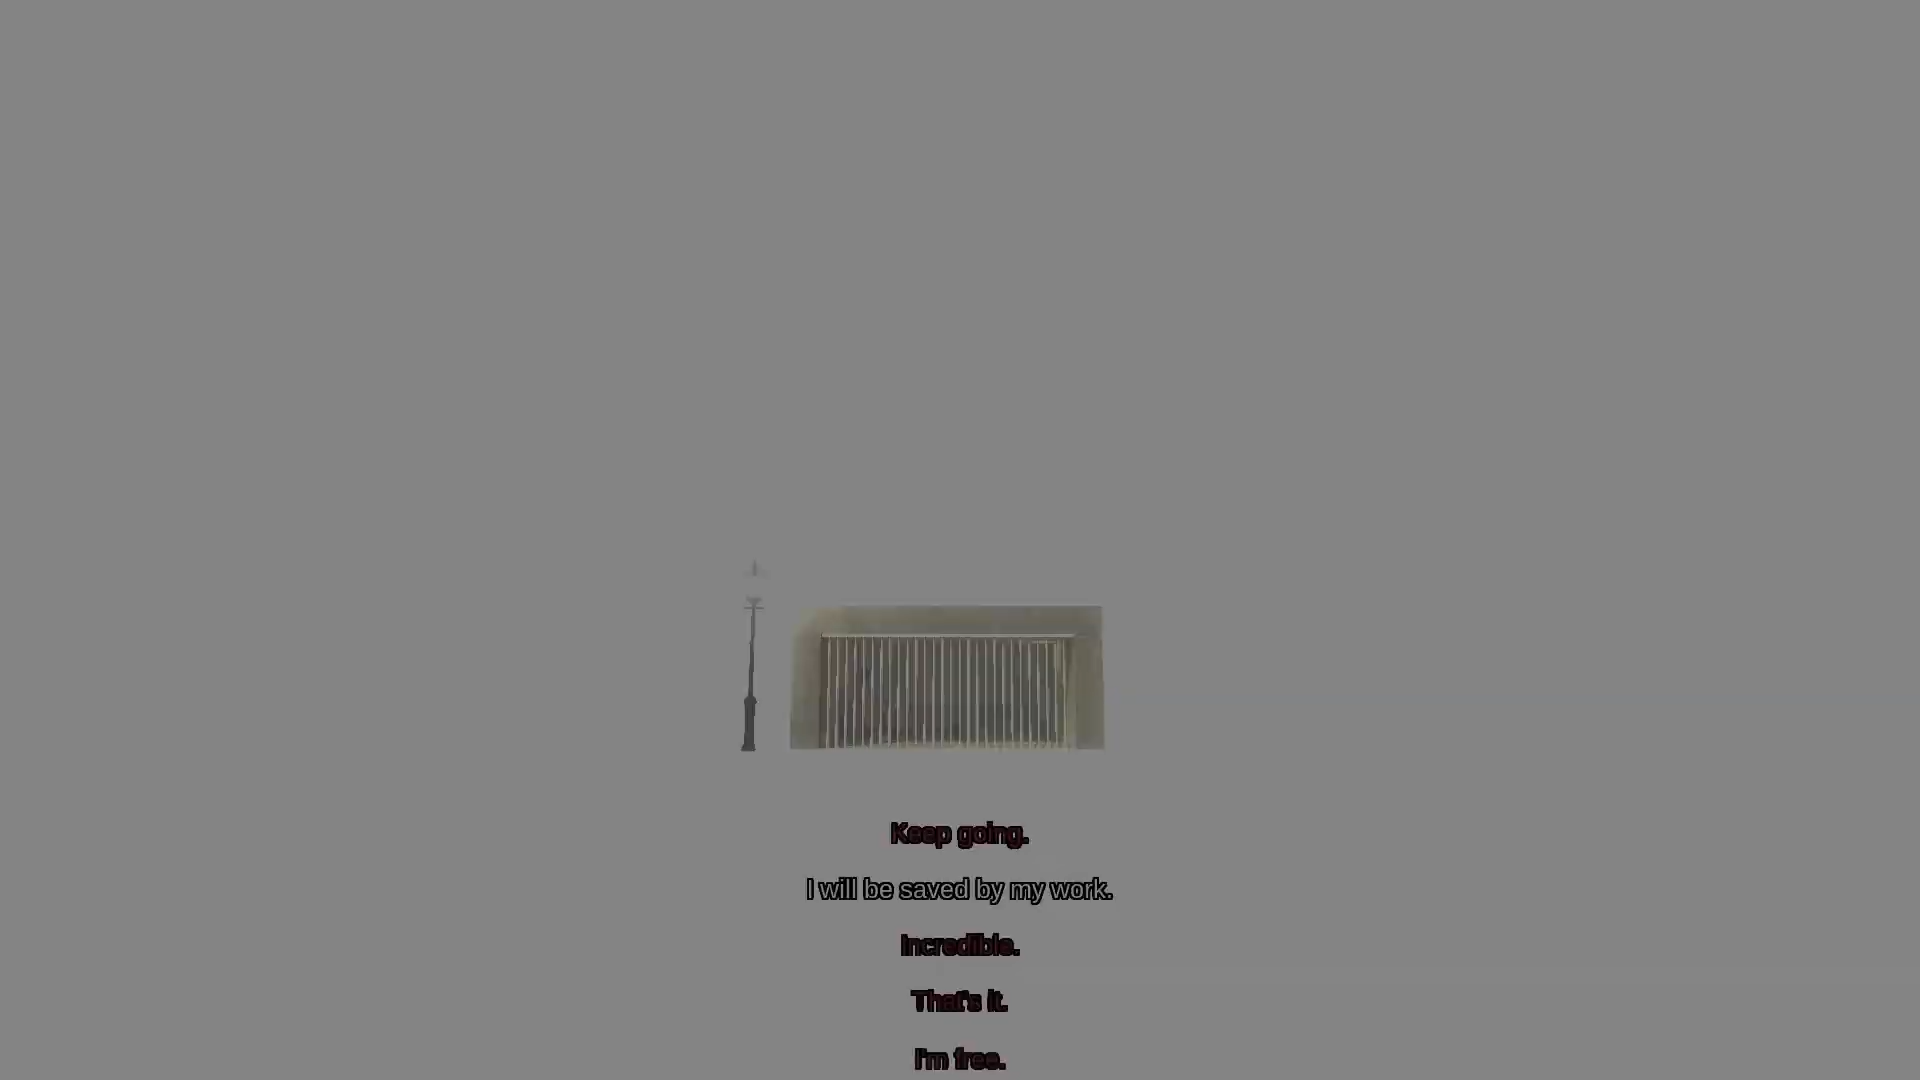 Keep going.
I will be saved by my work.
Incredible.
That's it.
I'm free.